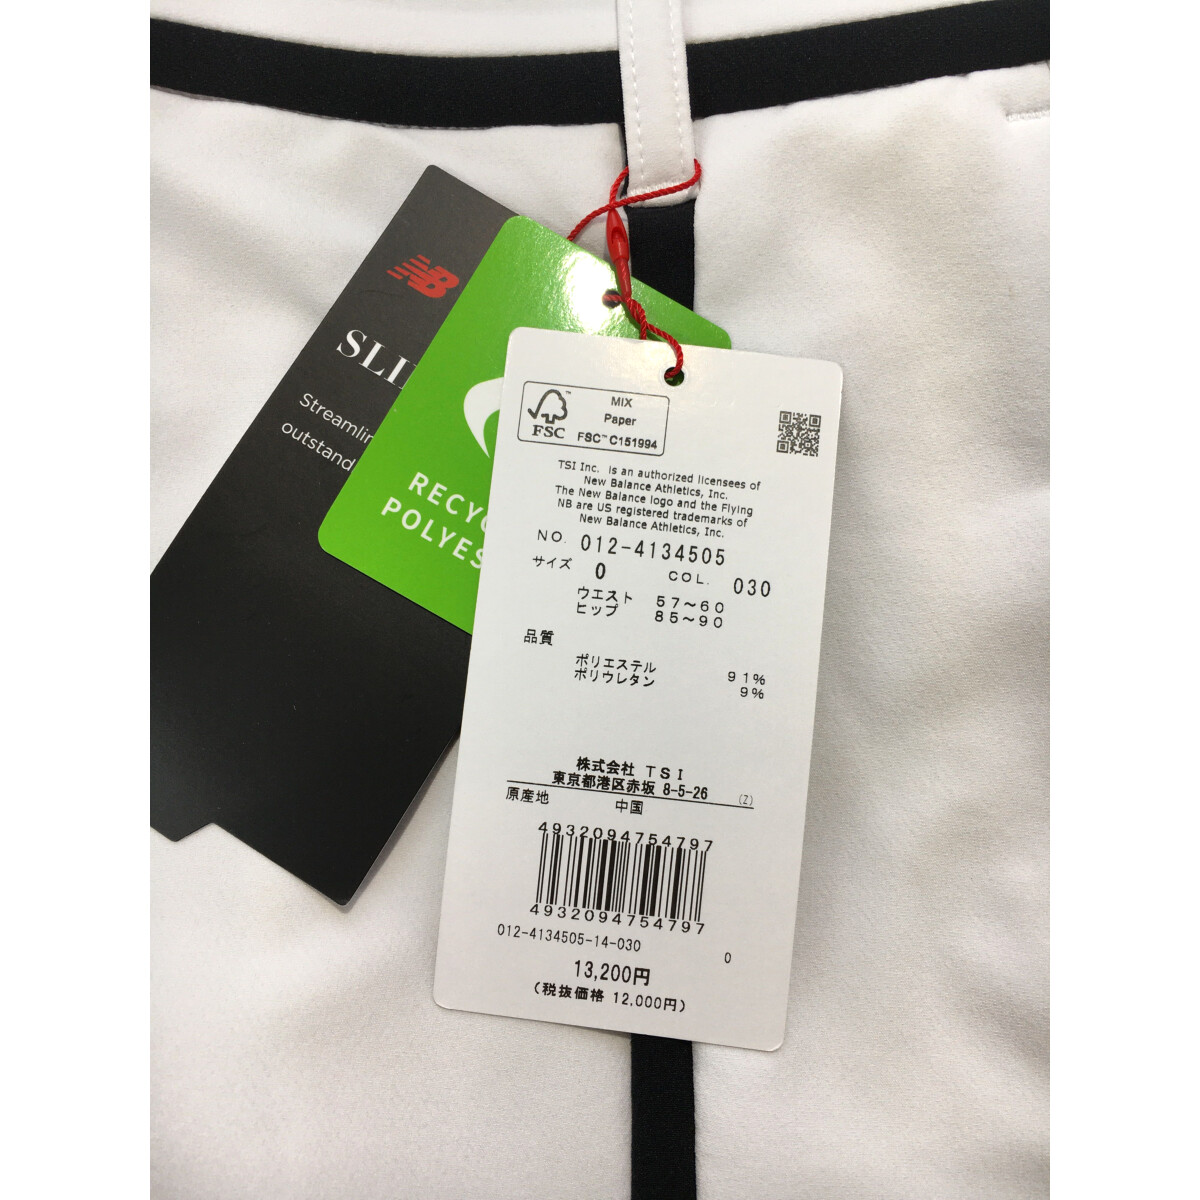 NB
Streamlin
outstand
RECYC
POLYES
MIX
Paper
FSC™ C151994
FSC
TSI Inc. is an authorized licensees of
New Balance Athletics, Inc.
The New Balance logo and the Flying
NB are US registered trademarks of
New Balance Athletics, Inc.
NO. 012-4134505
サイズ 0 COL. 030
ウエスト 57～60
ヒップ 85～90
品質
ポリエステル 91%
ポリウレタン 9%
株式会社 TSI
東京都港区赤坂 8-5-26 (Z)
原産地 中国
4932094754797
4932094754797
012-4134505-14-030 0
13,200円
(税抜価格 12,000円)